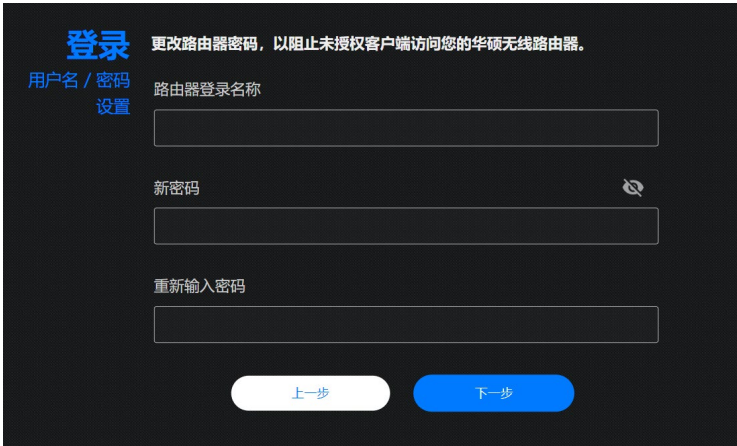 登录
用户名 / 密码
设置
更改路由器密码，以阻止未授权客户端访问您的华硕无线路由器。
路由器登录名称
新密码
重新输入密码
上一步
下一步